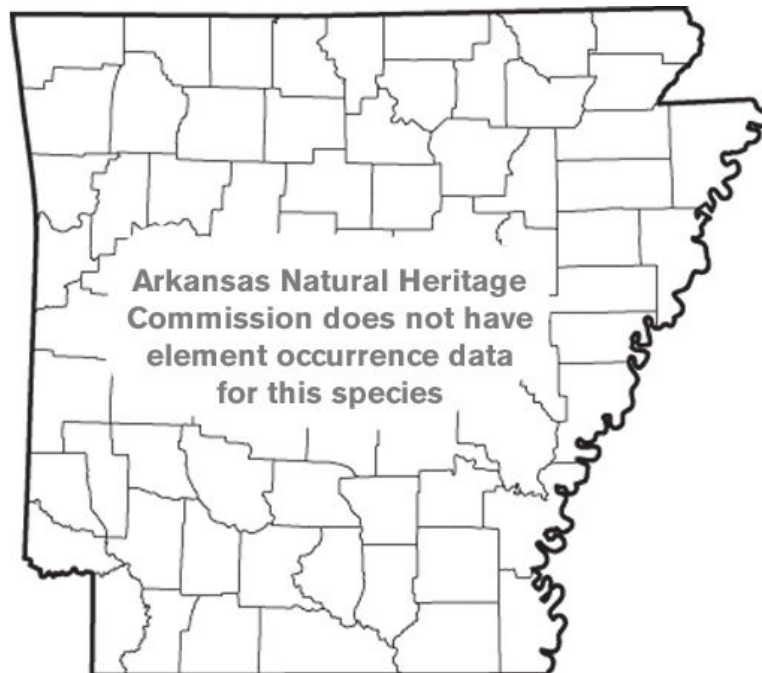 Arkansas Natural Heritage
Commission does not have
element occurrence data
for this species